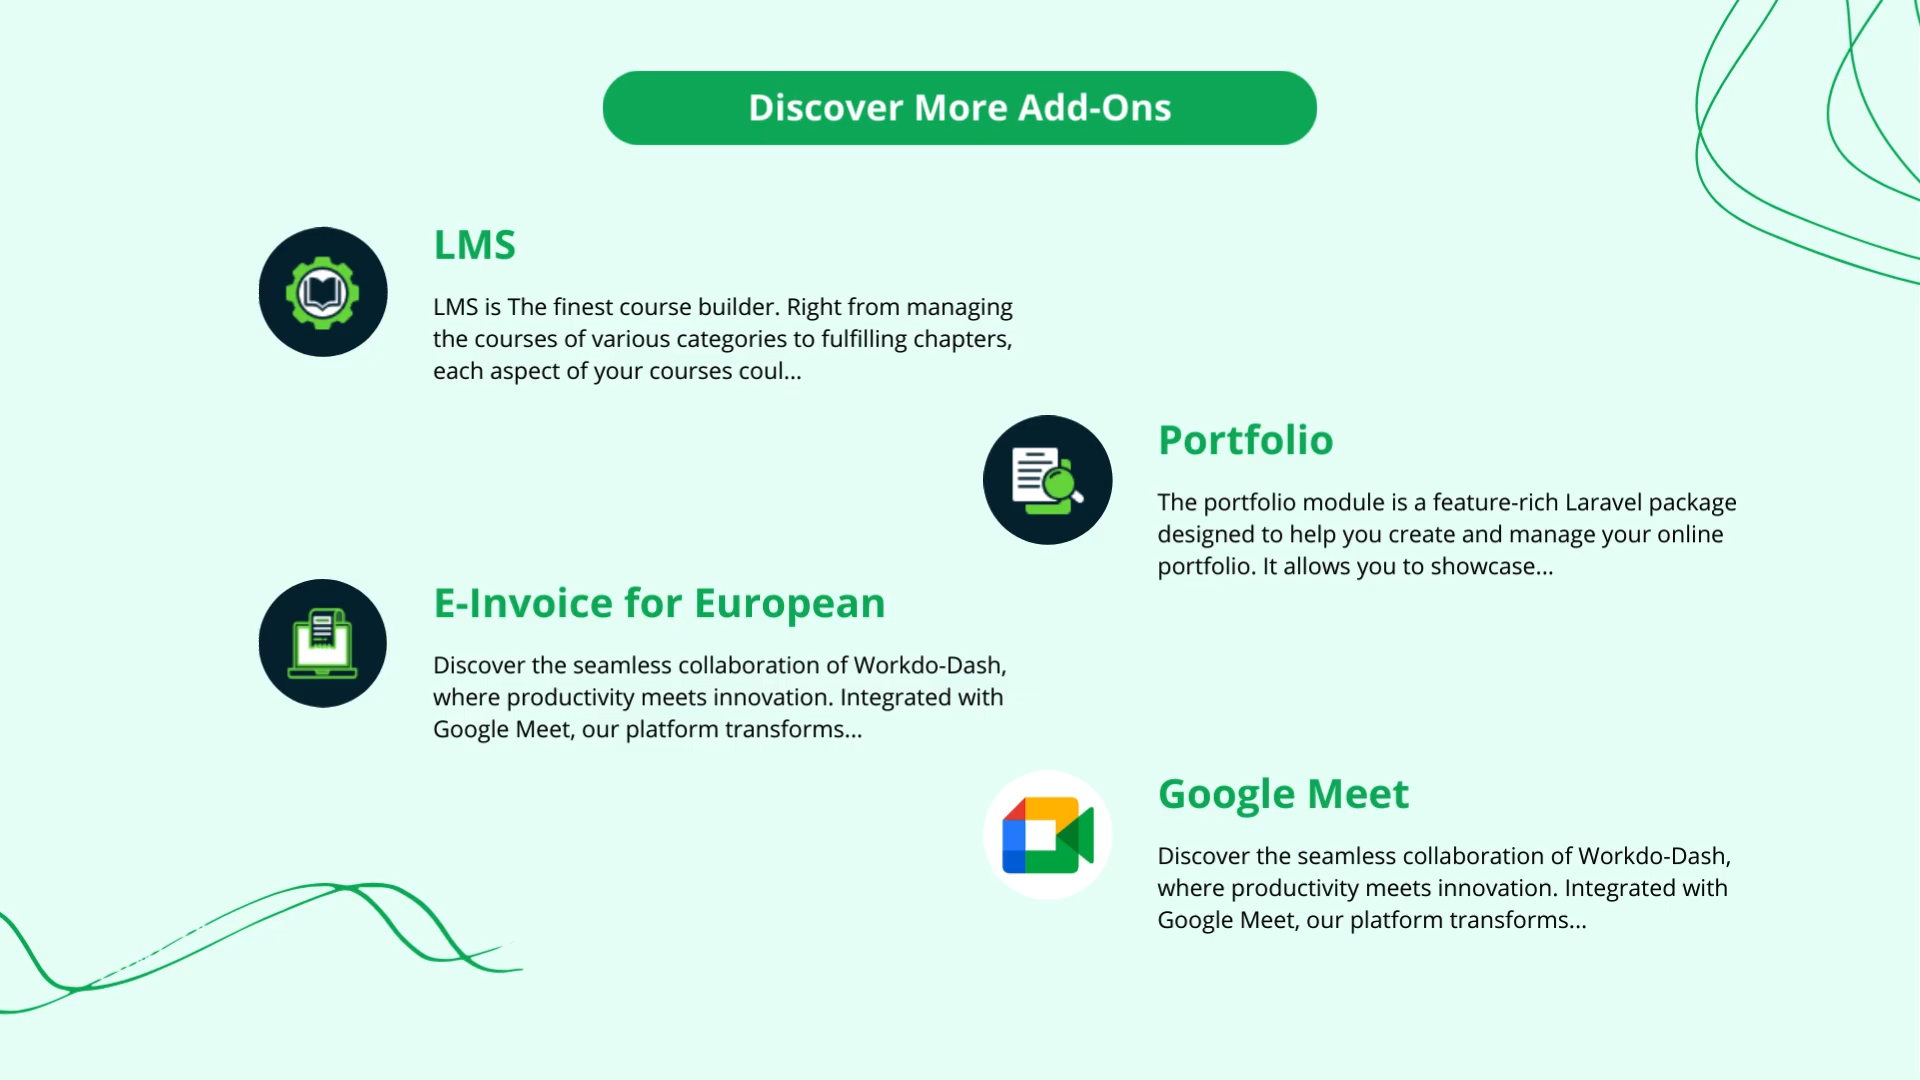 Discover More Add-Ons
LMS
LMS is The finest course builder. Right from managing
the courses of various categories to fulfilling chapters,
each aspect of your courses coul...
Portfolio
The portfolio module is a feature-rich Laravel package
designed to help you create and manage your online
portfolio. It allows you to showcase...
E-Invoice for European
Discover the seamless collaboration of Workdo-Dash,
where productivity meets innovation. Integrated with
Google Meet, our platform transforms...
Google Meet
Discover the seamless collaboration of Workdo-Dash,
where productivity meets innovation. Integrated with
Google Meet, our platform transforms...